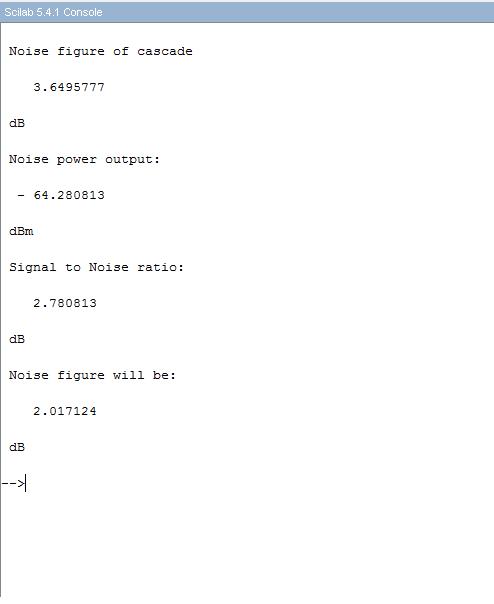 Scilab 5.4.1 Console
Noise figure of cascade
3.6495777
dB
Noise power output:
- 64.280813
dBm
Signal to Noise ratio:
2.780813
dB
Noise figure will be:
2.017124
dB
-->